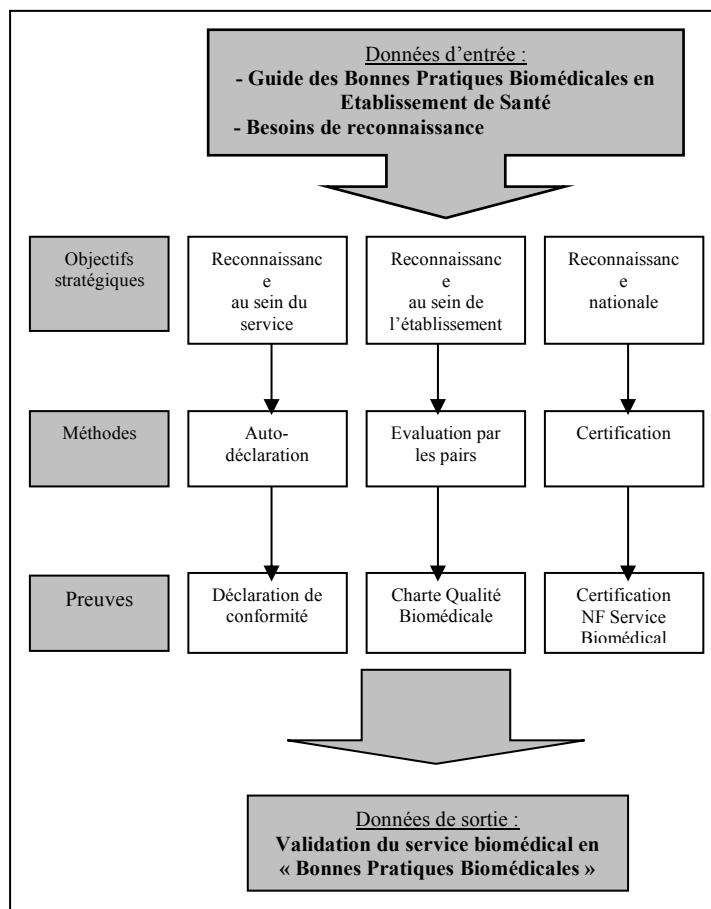 Données d'entrée :
- Guide des Bonnes Pratiques Biomédicales en
Etablissement de Santé
- Besoins de reconnaissance
Objectifs
stratégiques
Reconnaissanc
e
au sein du
service
Reconnaissanc
e
au sein de
l'établissement
Reconnaissanc
e
nationale
Méthodes
Auto-
déclaration
Evaluation par
les pairs
Certification
Preuves
Déclaration de
conformité
Charte Qualité
Biomédicale
Certification
NF Service
Biomédical
Données de sortie :
Validation du service biomédical en
« Bonnes Pratiques Biomédicales »